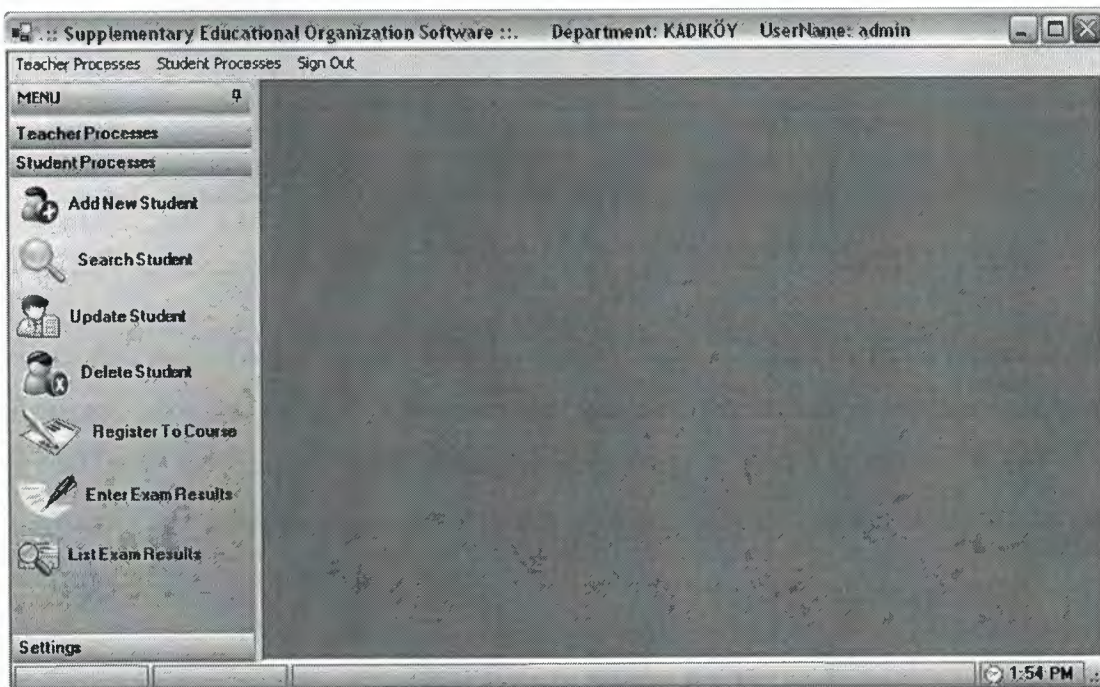 .:: Supplementary Educational Organization Software ::. Department: KADIKÖY UserName: admin
Teacher Processes Student Processes Sign Out
MENU
Teacher Processes
Student Processes
Add New Student
Search Student
Update Student
Delete Student
Register To Course
Enter Exam Results
List Exam Results
Settings
1:54 PM